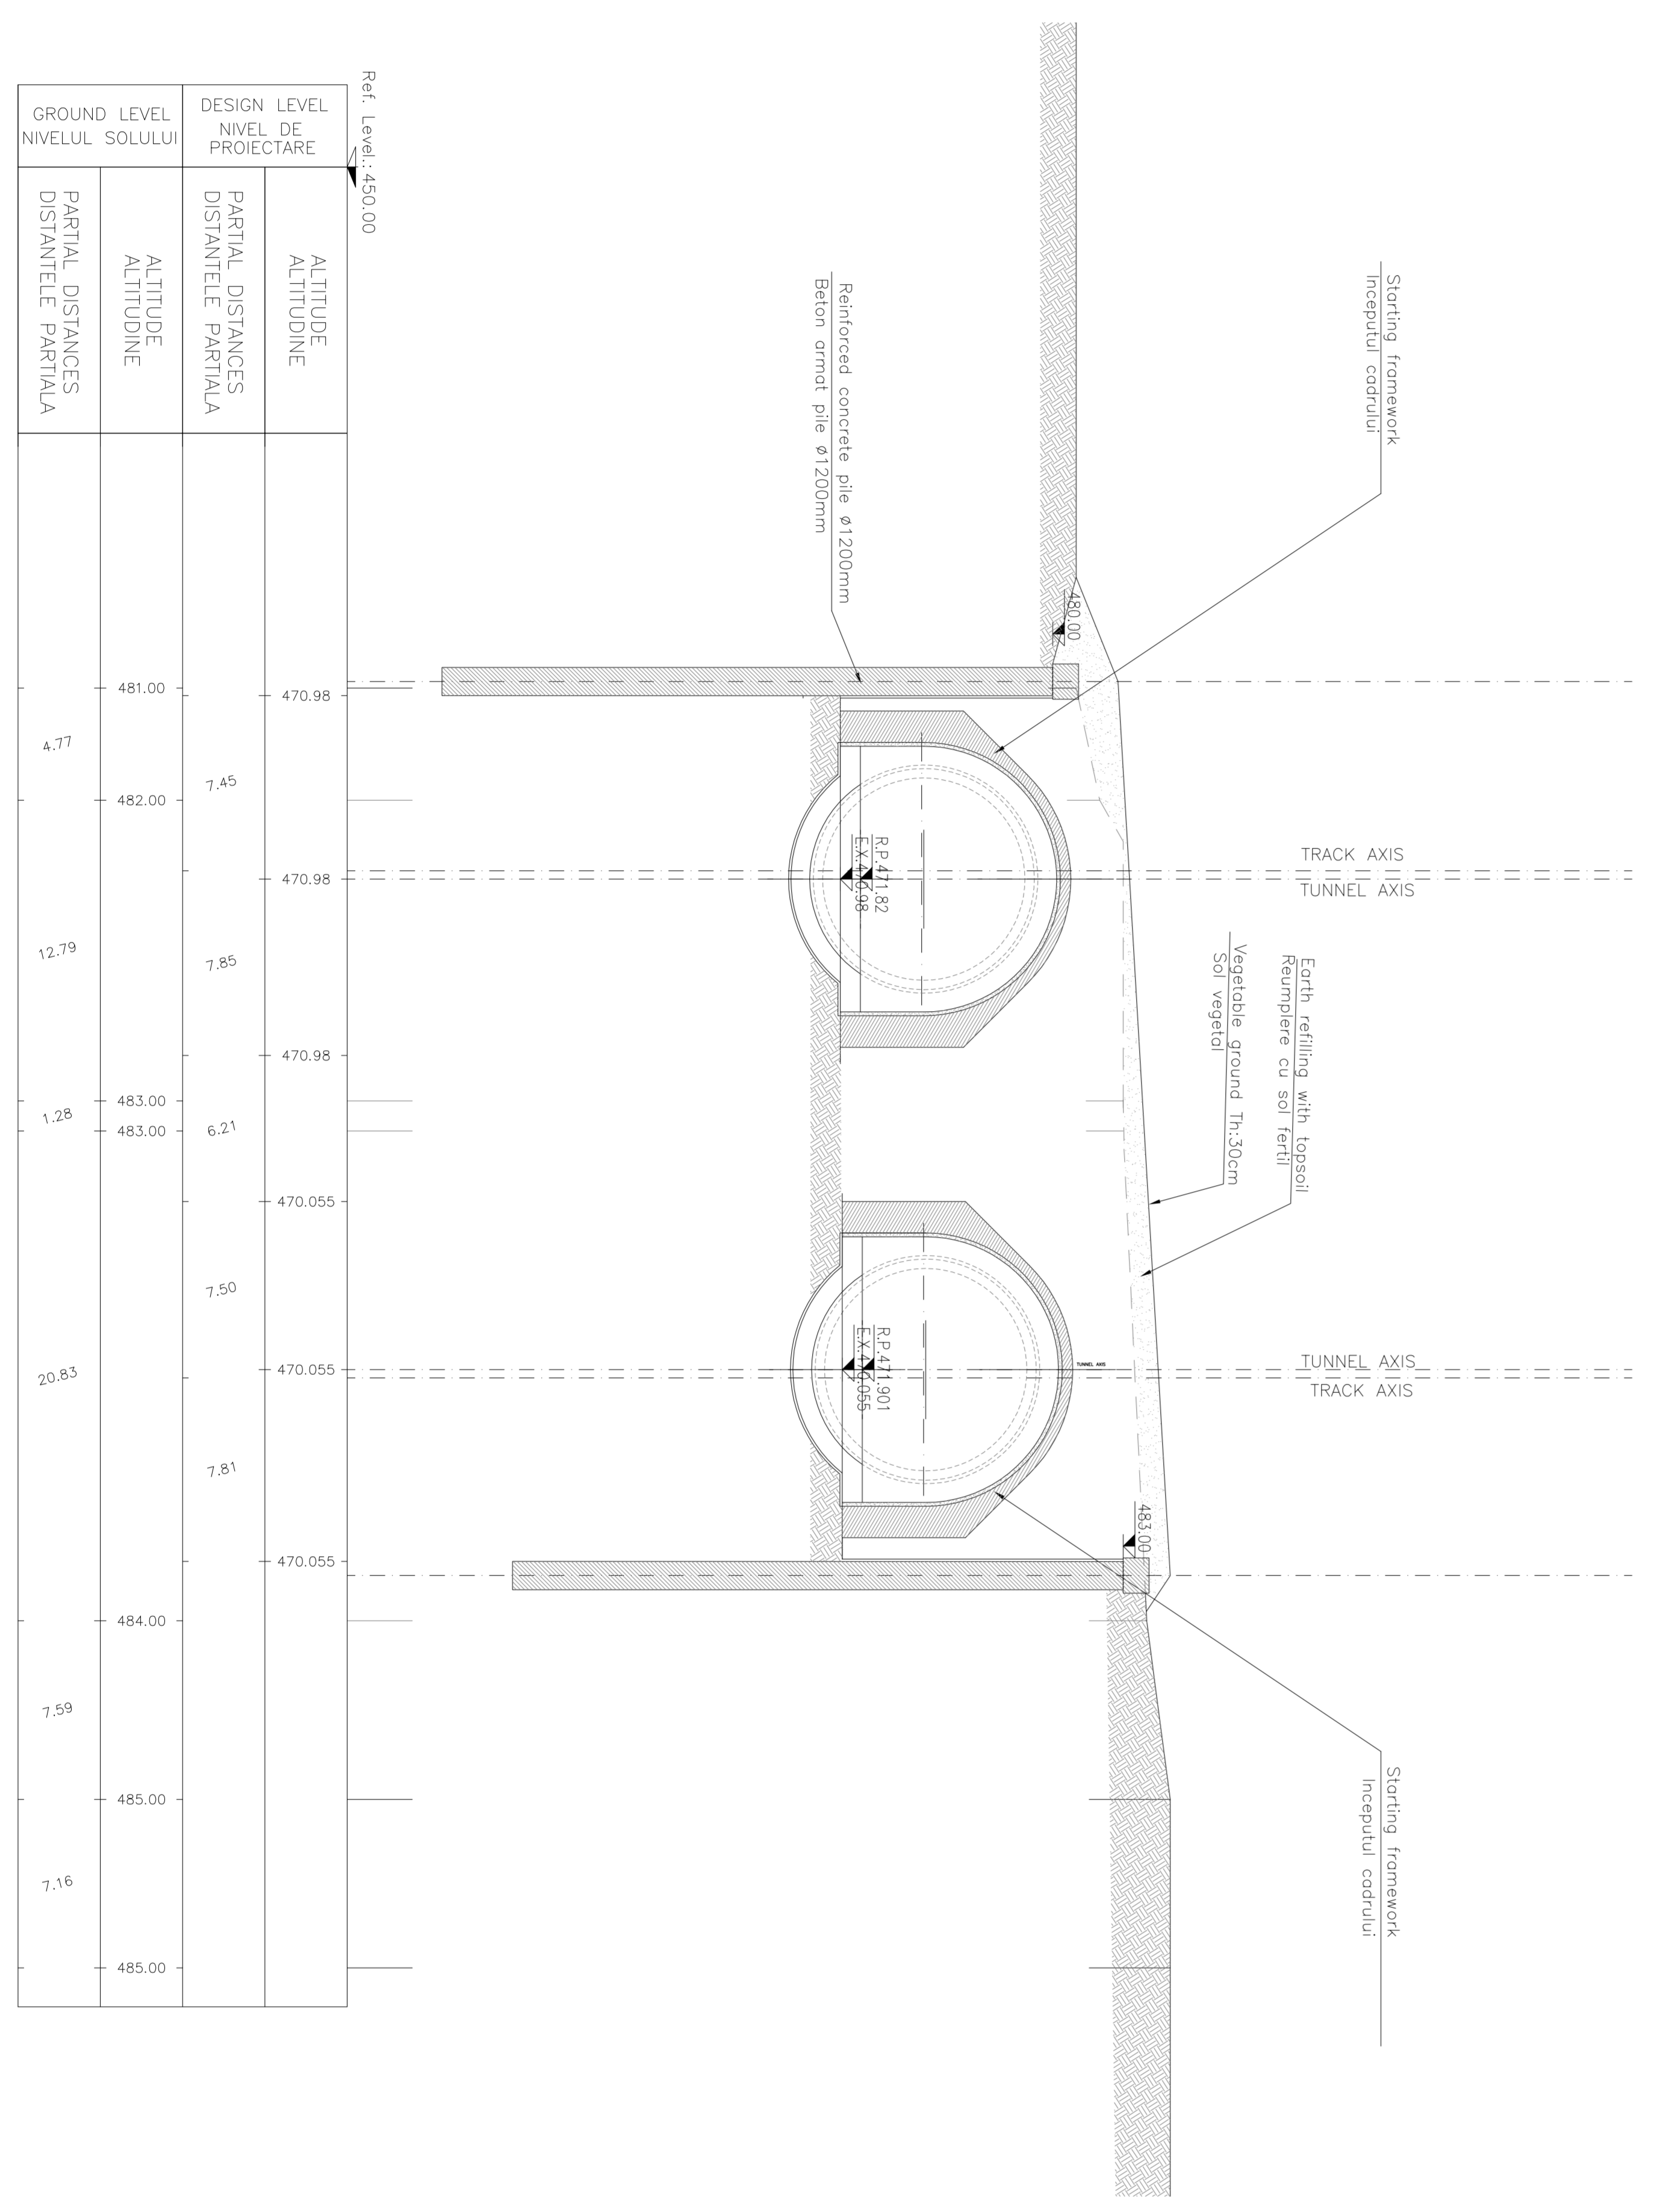 Ref. Level.: 450.00
DESIGN LEVEL
NIVEL DE
PROIECTARE
GROUND LEVEL
NIVELUL SOLULUI
ALTITUDE
ALTITUDINE
PARTIAL DISTANCES
DISTANTELE PARTIALA
ALTITUDE
ALTITUDINE
PARTIAL DISTANCES
DISTANTELE PARTIALA
470.98
470.98
470.98
470.055
470.055
470.055
7.45
7.85
6.21
7.50
7.81
481.00
482.00
483.00
483.00
484.00
485.00
485.00
4.77
12.79
1.28
20.83
7.59
7.16
Starting framework
Inceputul cadrului
Reinforced concrete pile Ø1200mm
Beton armat pile Ø1200mm
480.00
R.P.471.82
E.X.470.98
TRACK AXIS
TUNNEL AXIS
Earth refilling with topsoil
Reumplere cu sol fertil
Vegetable ground Th:30cm
Sol vegetal
R.P.471.901
E.X.470.055
TUNNEL AXIS
TUNNEL AXIS
TRACK AXIS
483.00
Starting framework
Inceputul cadrului